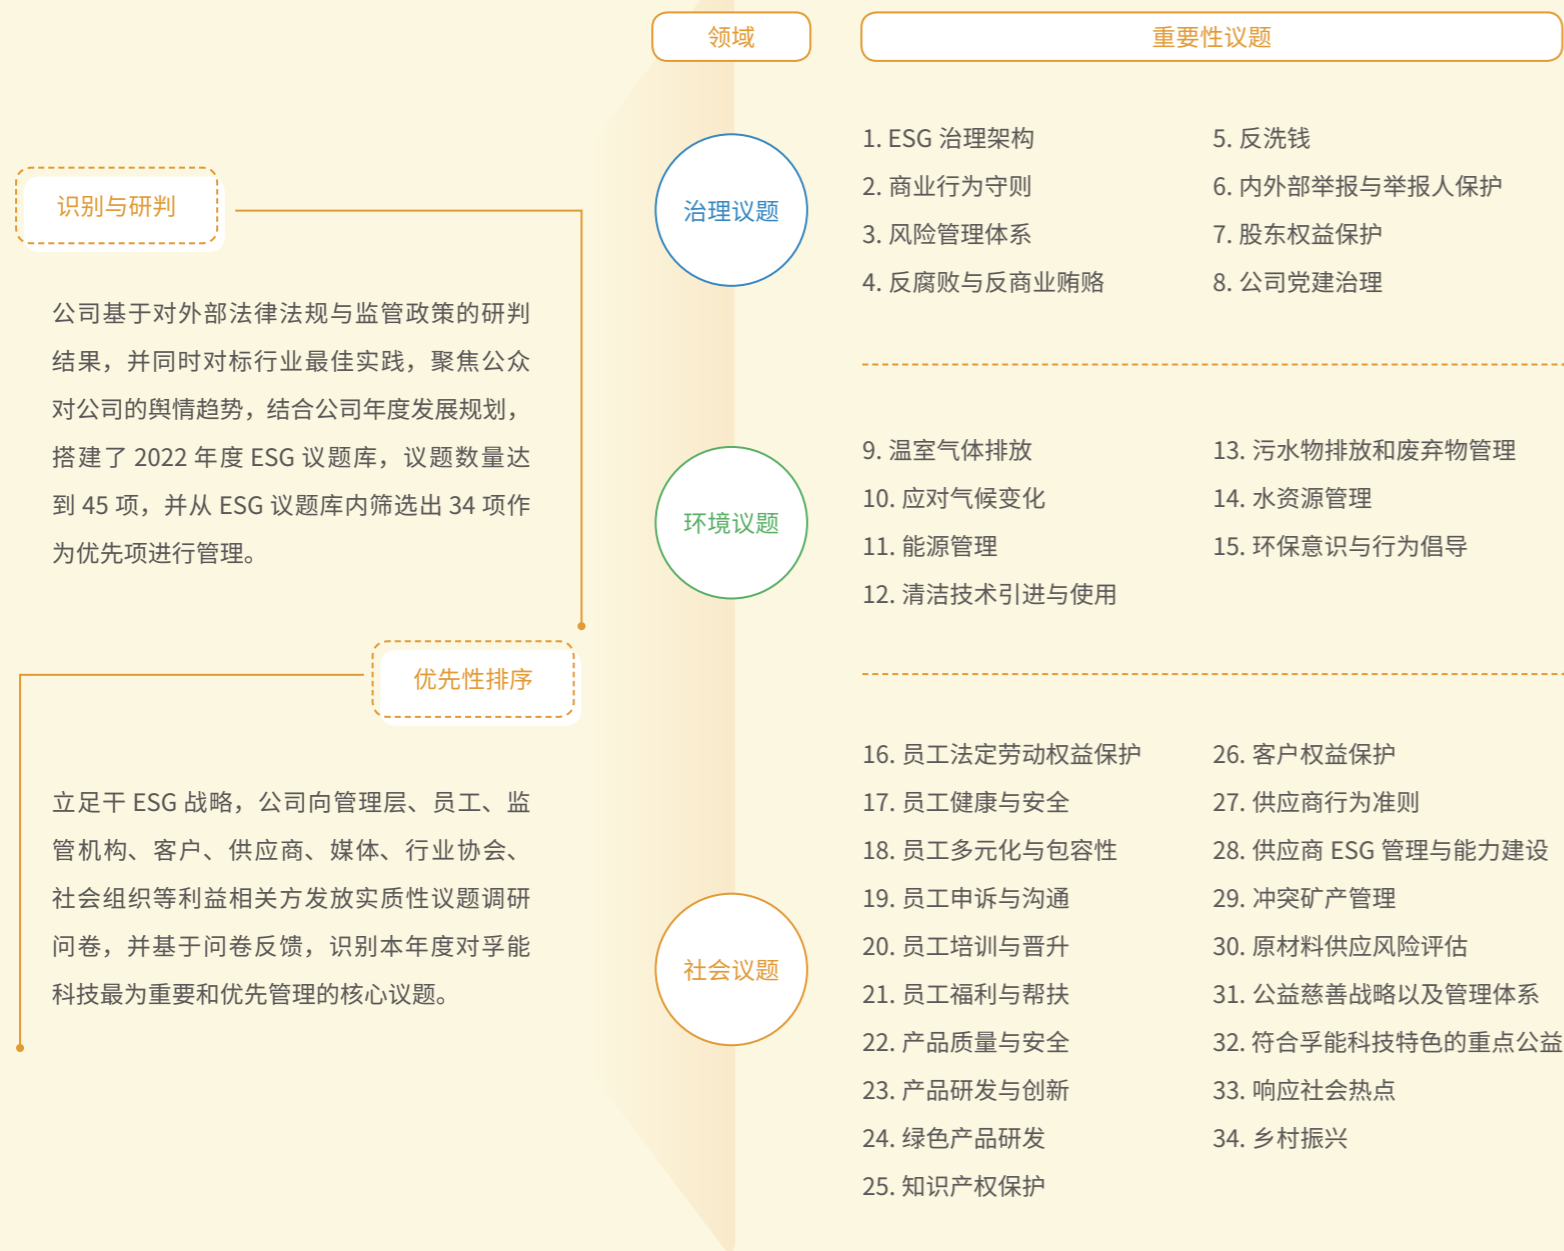 识别与研判
公司基于对外部法律法规与监管政策的研判
结果，并同时对标行业最佳实践，聚焦公众
对公司的舆情趋势，结合公司年度发展规划，
搭建了 2022 年度 ESG 议题库，议题数量达
到 45 项，并从 ESG 议题库内筛选出 34 项作
为优先项进行管理。
优先性排序
立足干 ESG 战略，公司向管理层、员工、监
管机构、客户、供应商、媒体、行业协会、
社会组织等利益相关方发放实质性议题调研
问卷，并基于问卷反馈，识别本年度对孚能
科技最为重要和优先管理的核心议题。
领域
重要性议题
治理议题
1. ESG 治理架构
2. 商业行为守则
3. 风险管理体系
4. 反腐败与反商业贿赂
5. 反洗钱
6. 内外部举报与举报人保护
7. 股东权益保护
8. 公司党建治理
环境议题
9. 温室气体排放
10. 应对气候变化
11. 能源管理
12. 清洁技术引进与使用
13. 污水物排放和废弃物管理
14. 水资源管理
15. 环保意识与行为倡导
社会议题
16. 员工法定劳动权益保护
17. 员工健康与安全
18. 员工多元化与包容性
19. 员工申诉与沟通
20. 员工培训与晋升
21. 员工福利与帮扶
22. 产品质量与安全
23. 产品研发与创新
24. 绿色产品研发
25. 知识产权保护
26. 客户权益保护
27. 供应商行为准则
28. 供应商 ESG 管理与能力建设
29. 冲突矿产管理
30. 原材料供应风险评估
31. 公益慈善战略以及管理体系
32. 符合孚能科技特色的重点公益
33. 响应社会热点
34. 乡村振兴